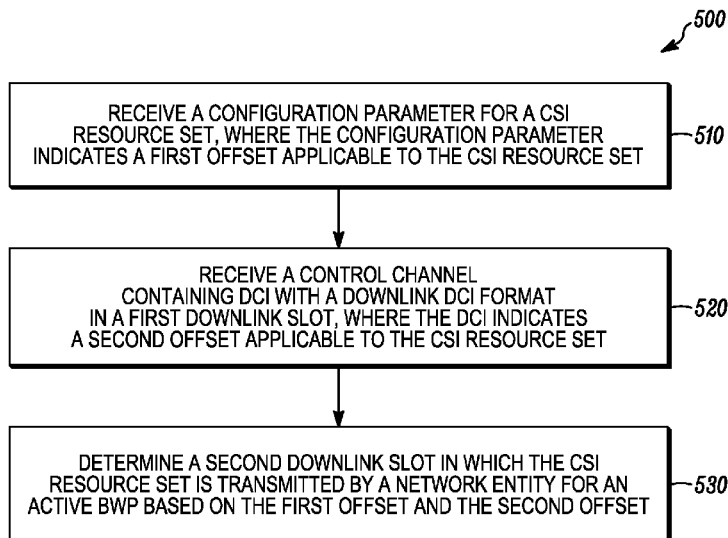 500
RECEIVE A CONFIGURATION PARAMETER FOR A CSI
RESOURCE SET, WHERE THE CONFIGURATION PARAMETER
INDICATES A FIRST OFFSET APPLICABLE TO THE CSI RESOURCE SET
510
RECEIVE A CONTROL CHANNEL
CONTAINING DCI WITH A DOWNLINK DCI FORMAT
IN A FIRST DOWNLINK SLOT, WHERE THE DCI INDICATES
A SECOND OFFSET APPLICABLE TO THE CSI RESOURCE SET
520
DETERMINE A SECOND DOWNLINK SLOT IN WHICH THE CSI
RESOURCE SET IS TRANSMITTED BY A NETWORK ENTITY FOR AN
ACTIVE BWP BASED ON THE FIRST OFFSET AND THE SECOND OFFSET
530